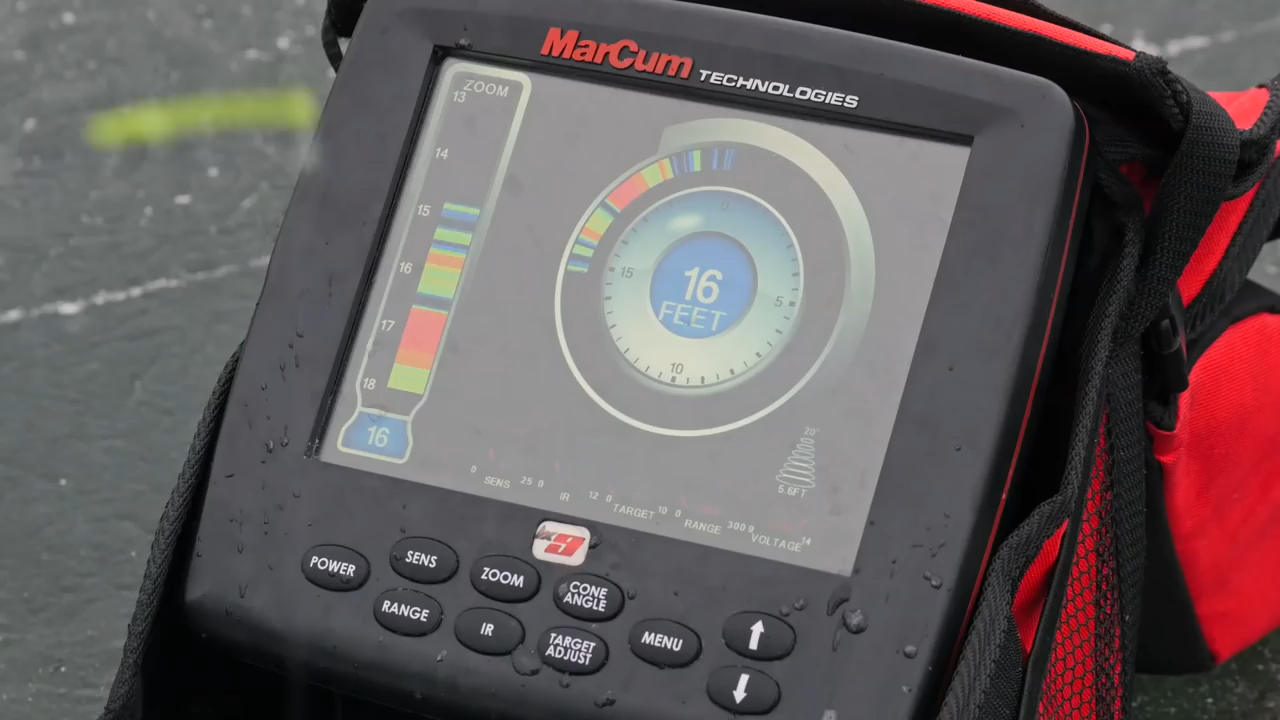 MarCum TECHNOLOGIES
ZOOM
13
14
15
16
17
18
16
0
5
10
15
16
FEET
20°
5.6FT
0 SENS 25
0 IR 12
0 TARGET 10
0 RANGE 300
9 VOLTAGE 14
9
POWER
SENS
ZOOM
CONE
ANGLE
RANGE
IR
TARGET
ADJUST
MENU